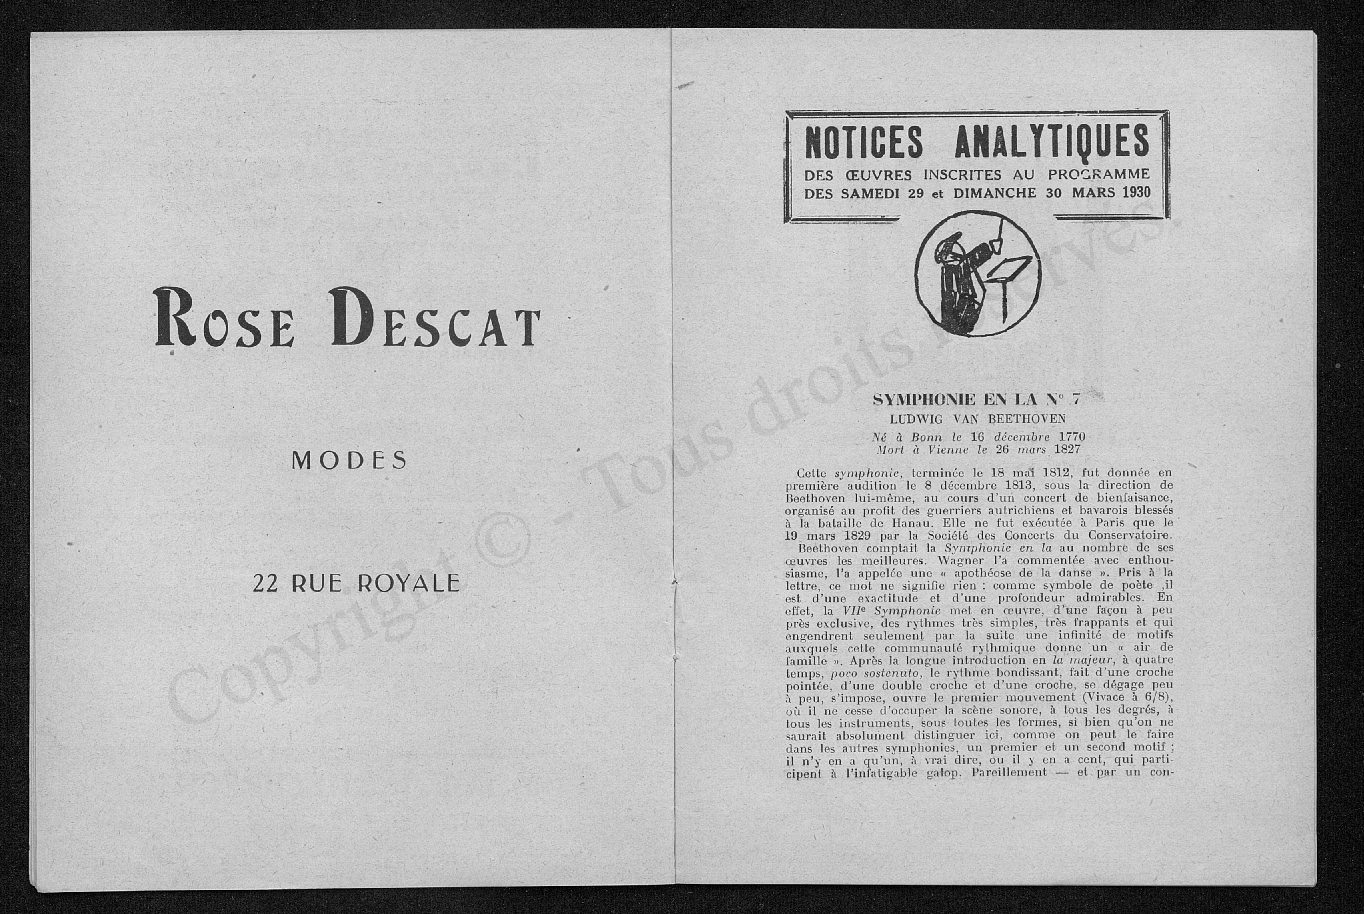 ROSE DESCAT
MODES
22 RUE ROYALE
NOTICES ANALYTIQUES
DES ŒUVRES INSCRITES AU PROGRAMME
DES SAMEDI 29 et DIMANCHE 30 MARS 1930
SYMPHONIE EN LA N° 7
LUDWIG VAN BEETHOVEN
Né à Bonn le 16 décembre 1770
Mort à Vienne le 26 mars 1827
Cette symphonie, terminée le 18 mai 1812, fut donnée en
première audition le 8 décembre 1813, sous la direction de
Beethoven lui-même, au cours d'un concert de bienfaisance,
organisé au profit des guerriers autrichiens et bavarois blessés
à la bataille de Hanau. Elle ne fut exécutée à Paris que le
19 mars 1829 par la Société des Concerts du Conservatoire.
Beethoven comptait la Symphonie en la au nombre de ses
œuvres les meilleures. Wagner l'a commentée avec enthou-
siasme, l'a appelée une « apothéose de la danse ». Pris à la
lettre, ce mot ne signifie rien ; comme symbole de poète ,il
est d'une exactitude et d'une profondeur admirables. En
effet, la VIIe Symphonie met en œuvre, d'une façon à peu
près exclusive, des rythmes très simples, très frappants et qui
engendrent seulement par la suite une infinité de motifs
auxquels cette communauté rythmique donne un « air de
famille ». Après la longue introduction en la majeur, à quatre
temps, poco sostenuto, le rythme bondissant, fait d'une croche
pointée, d'une double croche et d'une croche, se dégage peu
à peu, s'impose, ouvre le premier mouvement (Vivace à 6/8),
où il ne cesse d'occuper la scène sonore, à tous les degrés, à
tous les instruments, sous toutes les formes, si bien qu'on ne
saurait absolument distinguer ici, comme on peut le faire
dans les autres symphonies, un premier et un second motif ;
il n'y en a qu'un, à vrai dire, ou il y en a cent, qui parti-
cipent à l'infatigable galop. Pareillement — et par un con-
Copyright © - Tous droits réservés.